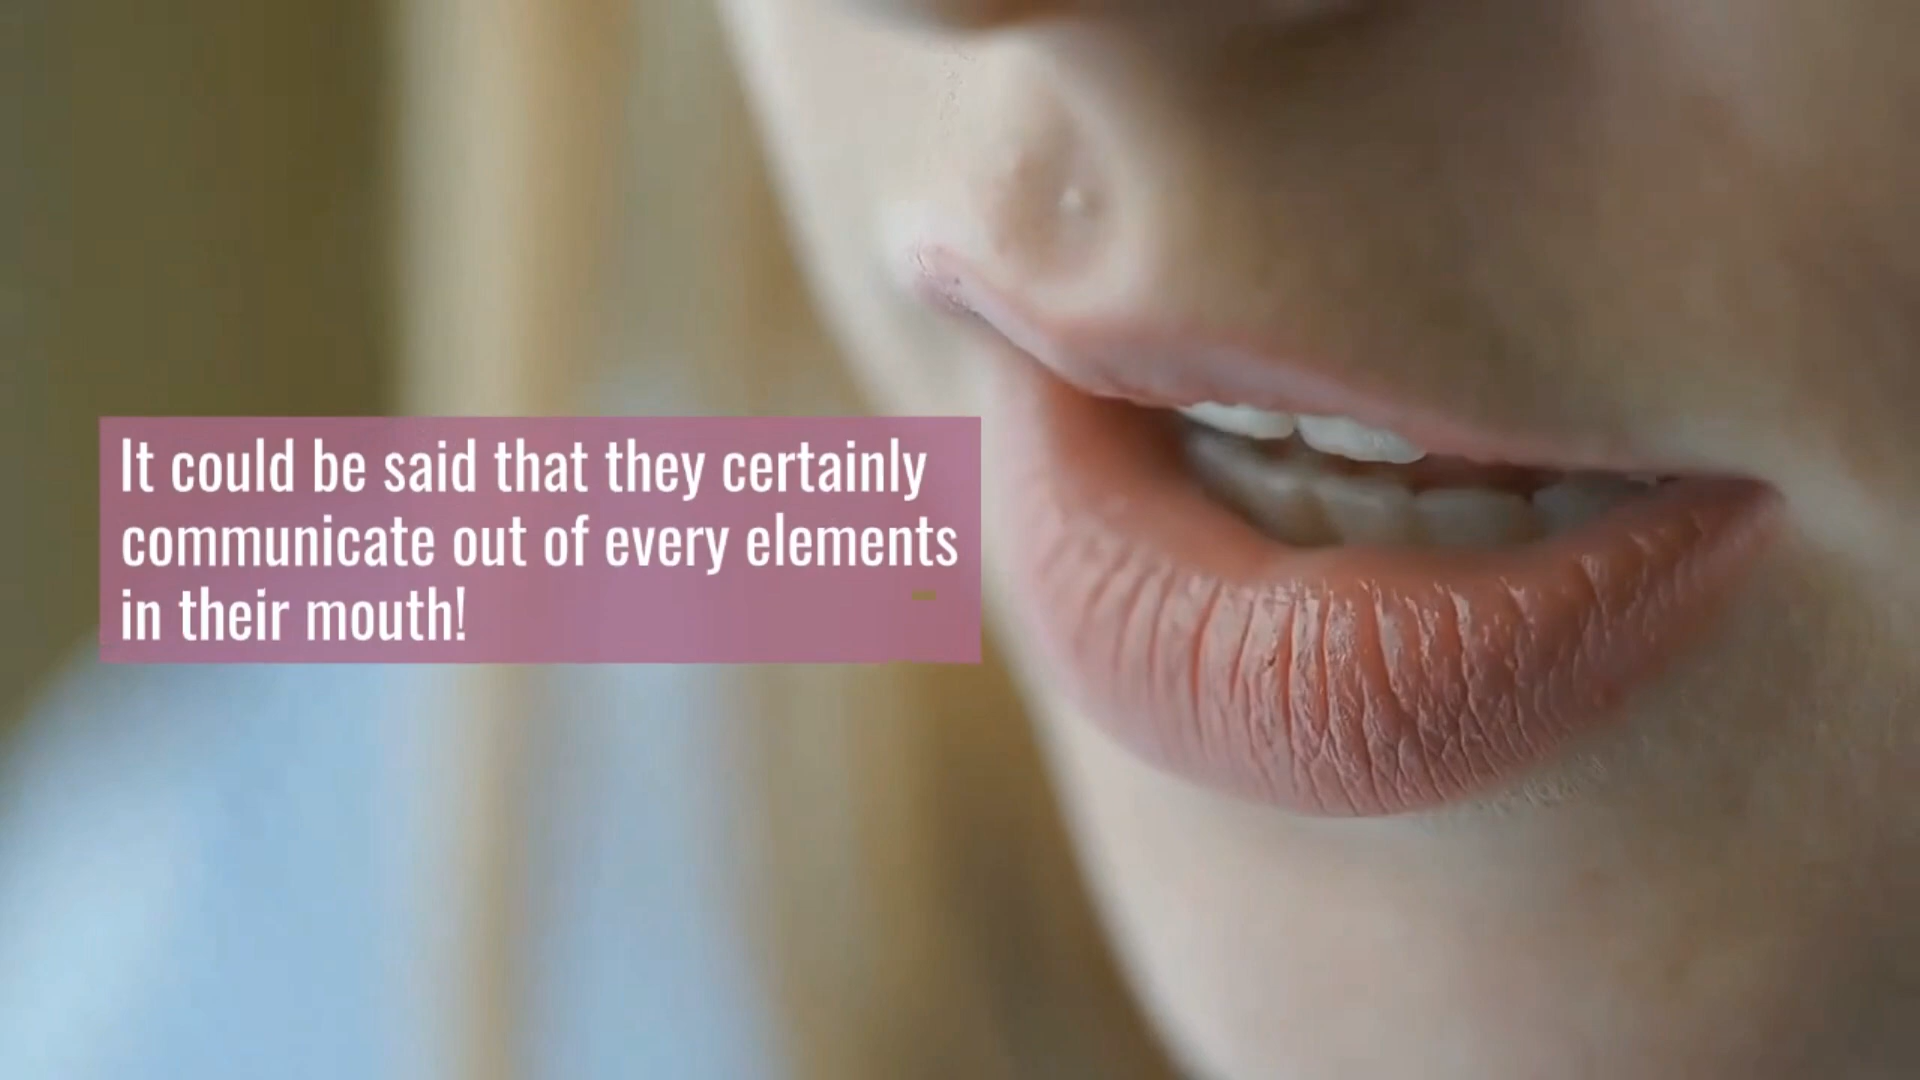 It could be said that they certainly
communicate out of every elements
in their mouth!